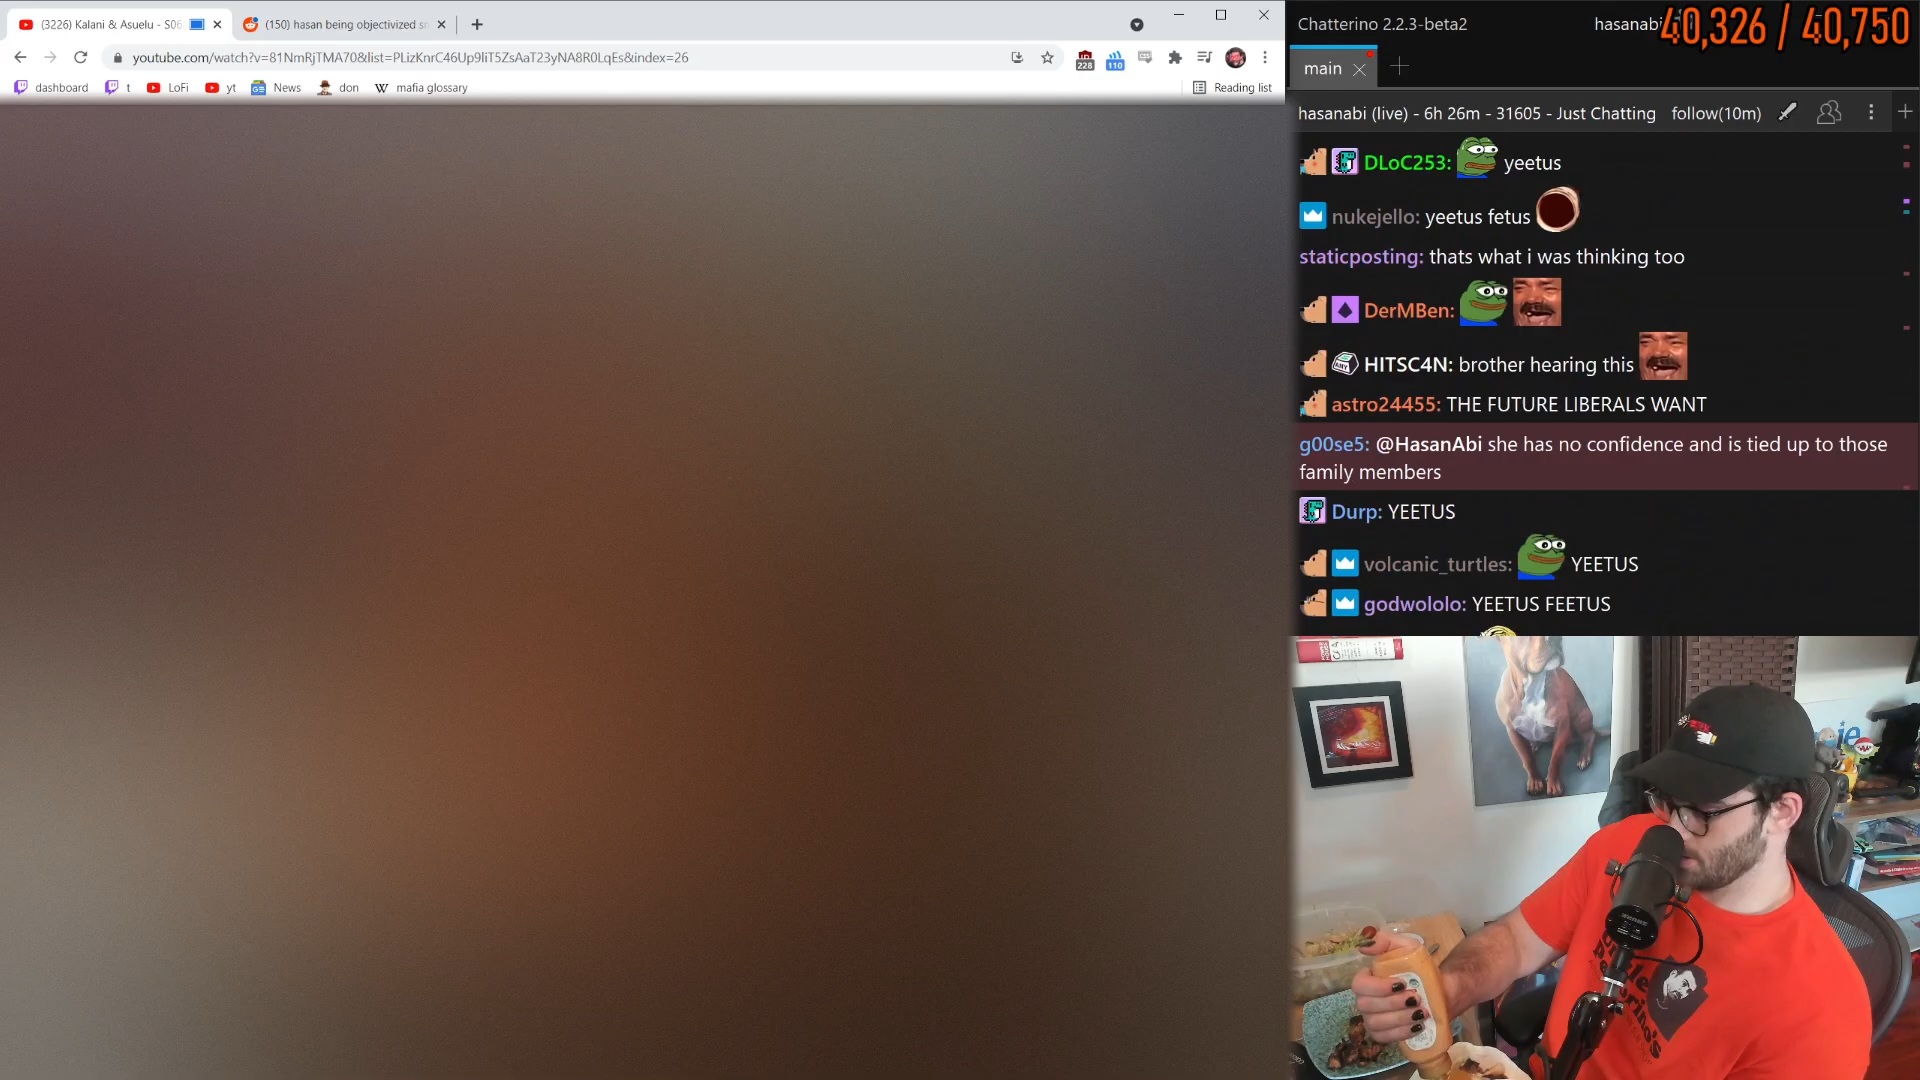 (3226) Kalani & Asuelu - S06
(150) hasan being objectivized
youtube.com/watch?v=81NmRjTMA70&list=PLizKnrC46Up9liT5ZsAaT23yNA8R0LqEs&index=26
228
110
dashboard
t
LoFi
yt
News
don
mafia glossary
Reading list
Chatterino 2.2.3-beta2
hasanabi
40,326 / 40,750
main
hasanabi (live) - 6h 26m - 31605 - Just Chatting
follow(10m)
DLoC253: yeetus
nukejello: yeetus fetus
staticposting: thats what i was thinking too
DerMBen:
HITSC4N: brother hearing this
astro24455: THE FUTURE LIBERALS WANT
g00se5: @HasanAbi she has no confidence and is tied up to those
family members
Durp: YEETUS
volcanic_turtles: YEETUS
godwololo: YEETUS FEETUS